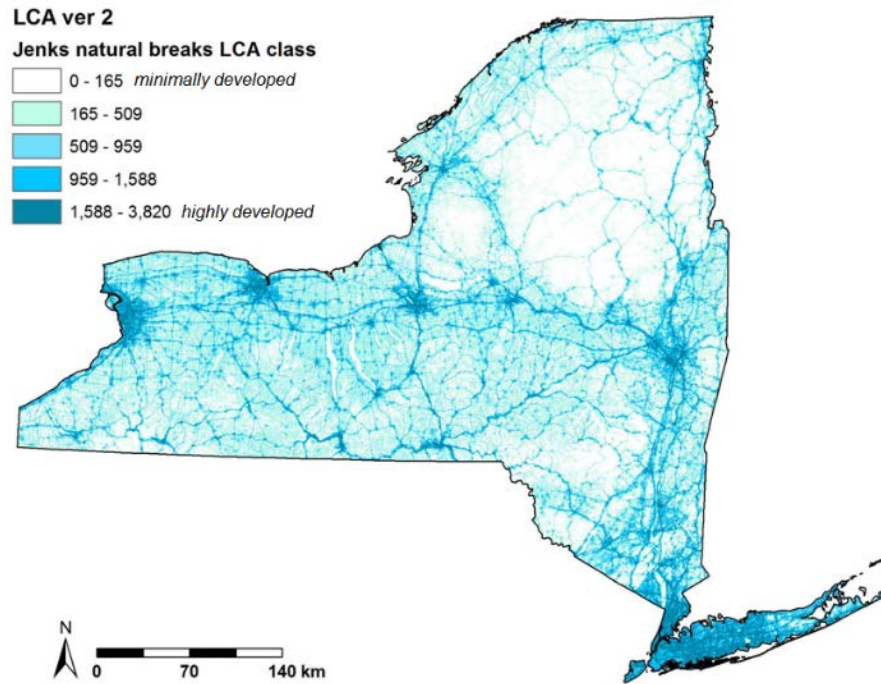 LCA ver 2
Jenks natural breaks LCA class
0 - 165 minimally developed
165 - 509
509 - 959
959 - 1,588
1,588 - 3,820 highly developed
N
0 70 140 km